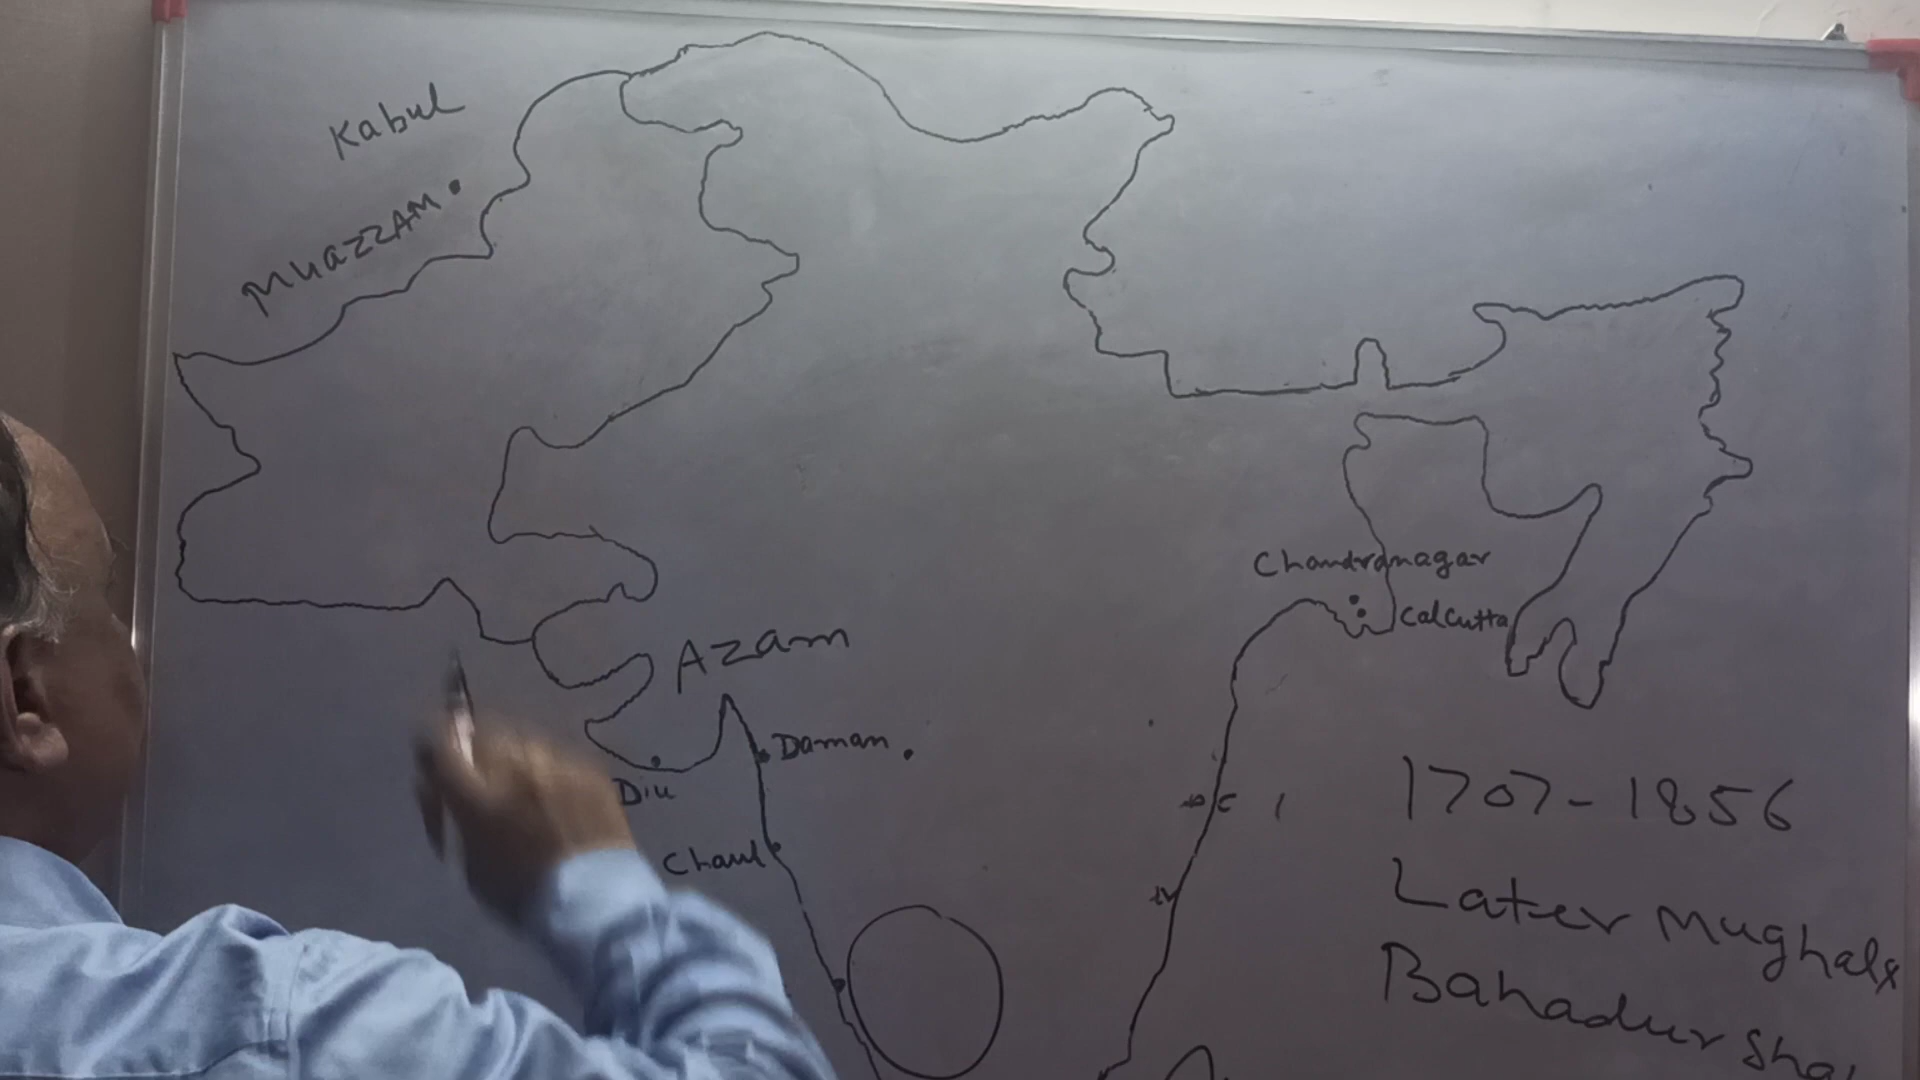 Kabul
Muazzam
Chandranagar
Calcutta
Azam
Daman
Diu
Chaul
1707-1856
Later Mughals
Bahadur Sha